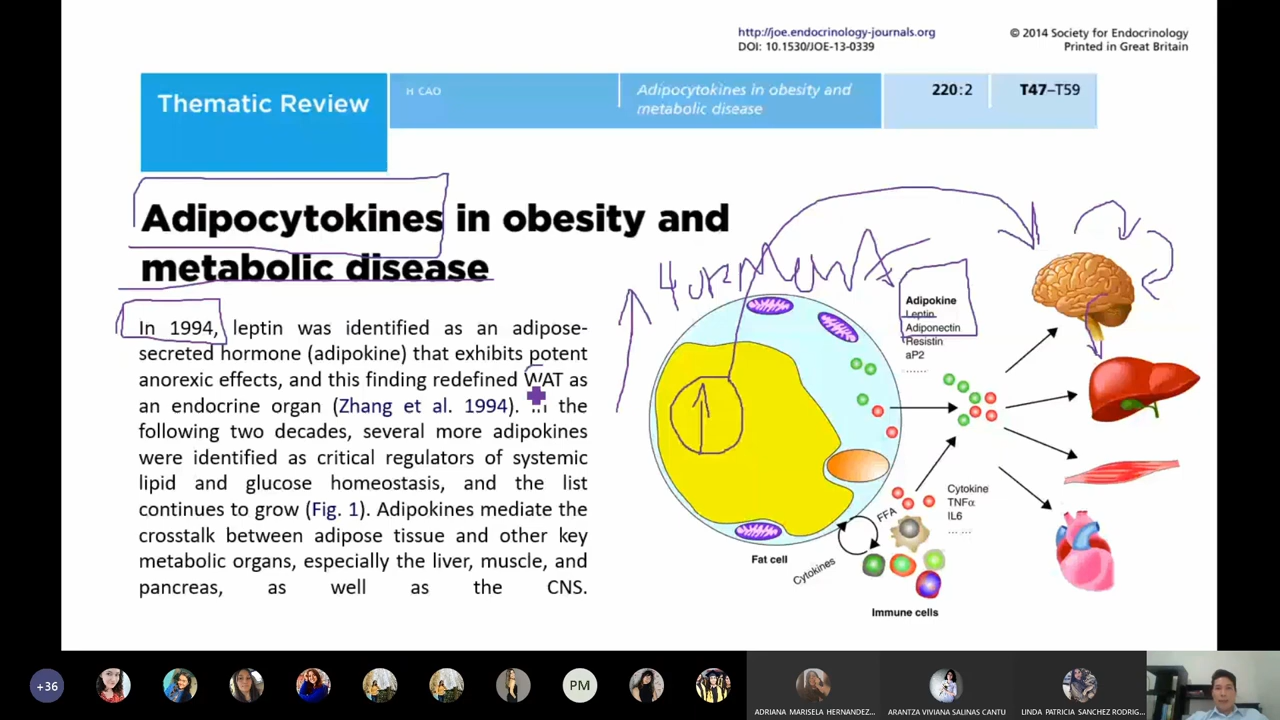 http://joe.endocrinology-journals.org
DOI: 10.1530/JOE-13-0339
© 2014 Society for Endocrinology
Printed in Great Britain
Thematic Review
H CAO
Adipocytokines in obesity and
metabolic disease
220:2
T47–T59
Adipocytokines in obesity and
metabolic disease
In 1994, leptin was identified as an adipose-
secreted hormone (adipokine) that exhibits potent
anorexic effects, and this finding redefined WAT as
an endocrine organ (Zhang et al. 1994). In the
following two decades, several more adipokines
were identified as critical regulators of systemic
lipid and glucose homeostasis, and the list
continues to grow (Fig. 1). Adipokines mediate the
crosstalk between adipose tissue and other key
metabolic organs, especially the liver, muscle, and
pancreas, as well as the CNS.
Adipokine
Leptin
Adiponectin
Resistin
aP2
......
Cytokine
TNFα
IL6
... ...
FFA
Cytokines
Fat cell
Immune cells
+36
PM
ADRIANA MARISELA HERNANDEZ...
ARANTZA VIVIANA SALINAS CANTU
LINDA PATRICIA SANCHEZ RODRIG...